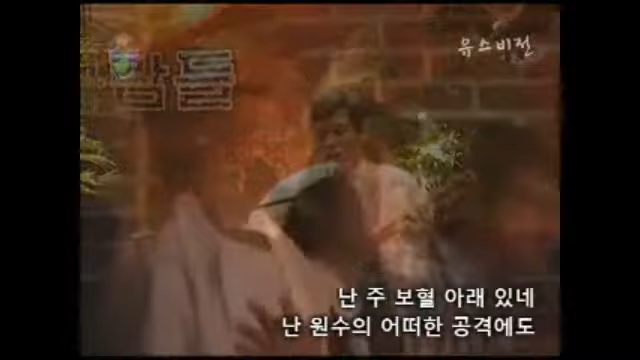 유스비전
난 주 보혈 아래 있네
난 원수의 어떠한 공격에도